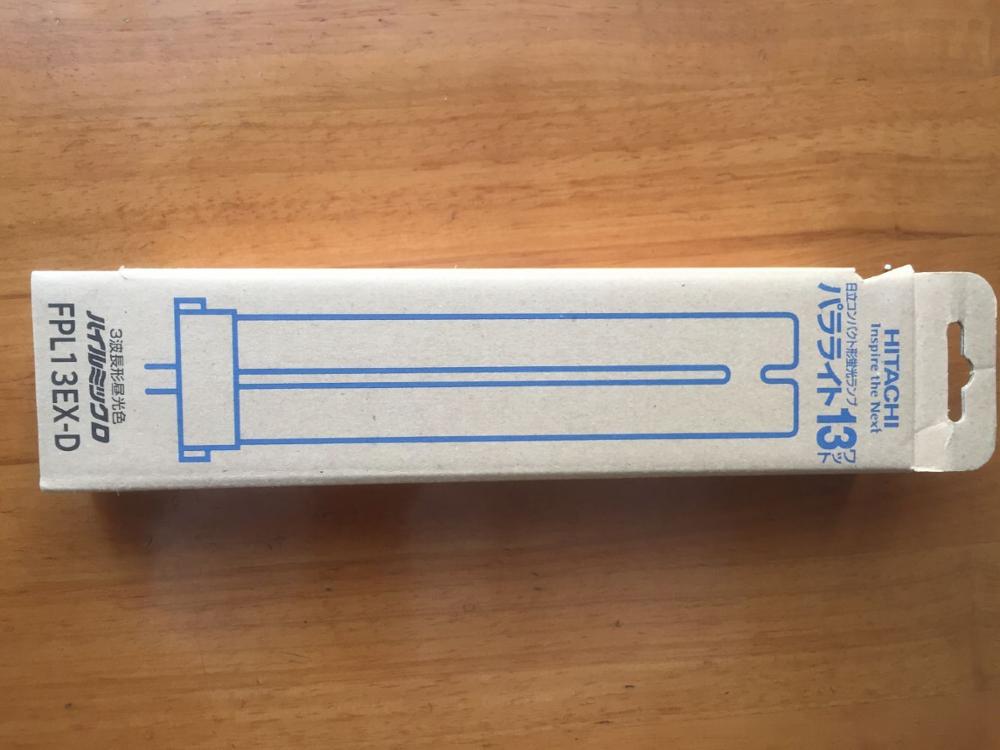 HITACHI
Inspire the Next
日立コンパクト形蛍光ランプ
パラライト13ワット
3波長形昼光色
ハイルミックD
FPL13EX-D